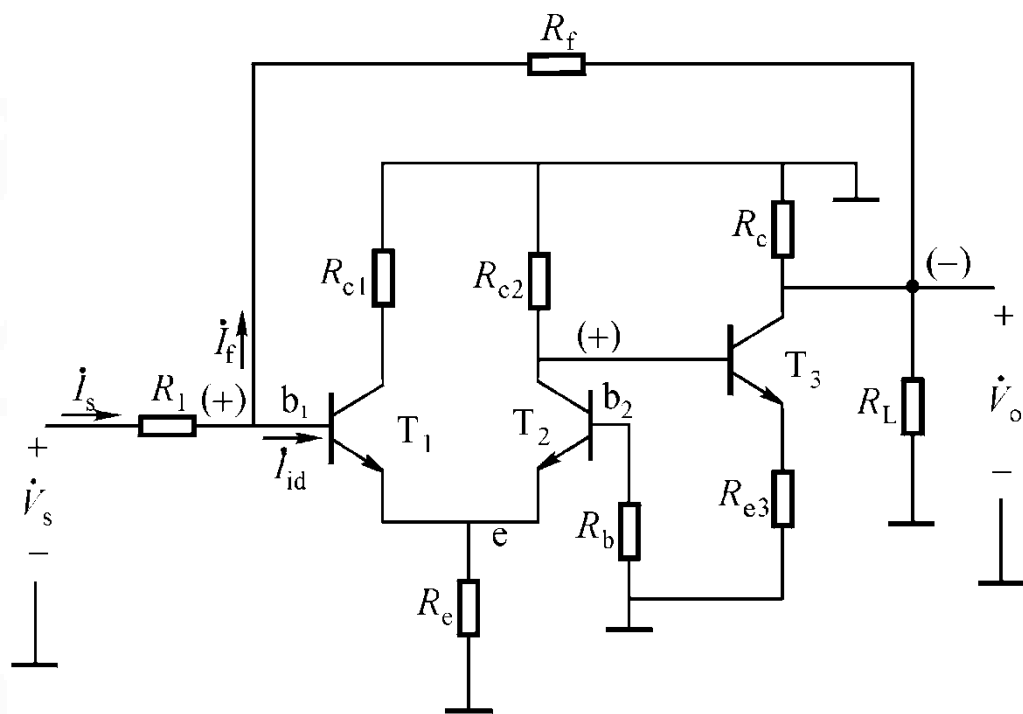 R_f
R_c
R_c1
R_c2
(−)
+
(+)
İ_f
İ_s
R_1
(+)
b_1
T_1
T_2
b_2
T_3
R_L
V̇_o
İ_id
+
V̇_s
−
e
R_b
R_e3
−
R_e